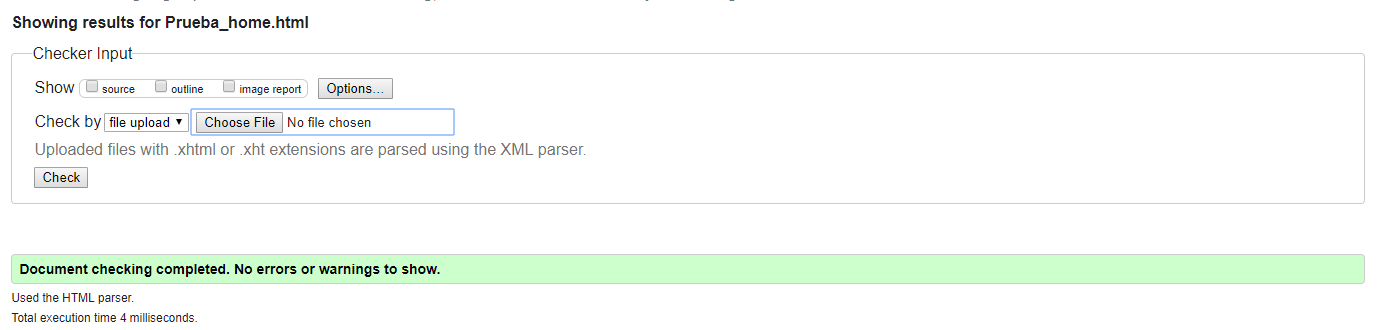 Showing results for Prueba_home.html
Checker Input
Show source outline image report Options...
Check by file upload Choose File No file chosen
Uploaded files with .xhtml or .xht extensions are parsed using the XML parser.
Check
Document checking completed. No errors or warnings to show.
Used the HTML parser.
Total execution time 4 milliseconds.